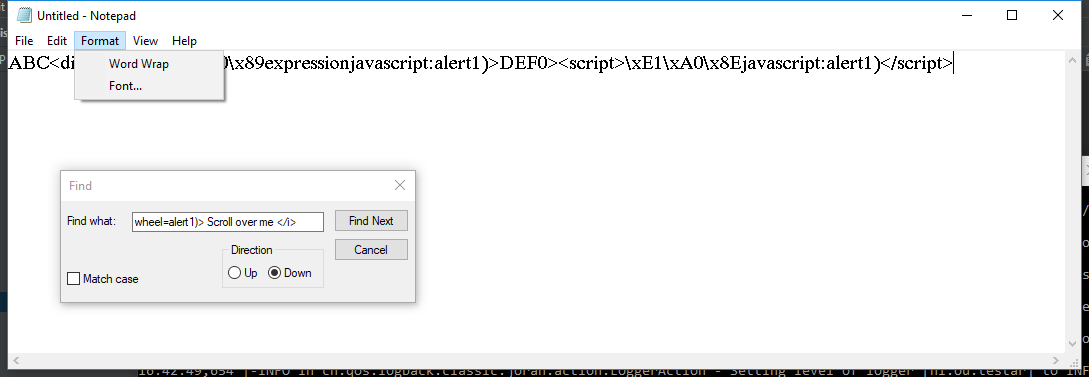 Untitled - Notepad
File Edit Format View Help
ABC<di 0\x89expressionjavascript:alert1)>DEF0><script>\xE1\xA0\x8Ejavascript:alert1)</script>
Word Wrap
Font...
Find
Find what: wheel=alert1)> Scroll over me </i> Find Next
Direction Cancel
Up Down
Match case
16:42:49,654 |-INFO in ch.qos.logback.classic.joran.action.LoggerAction - Setting level of logger [nl.ou.testar] to INF